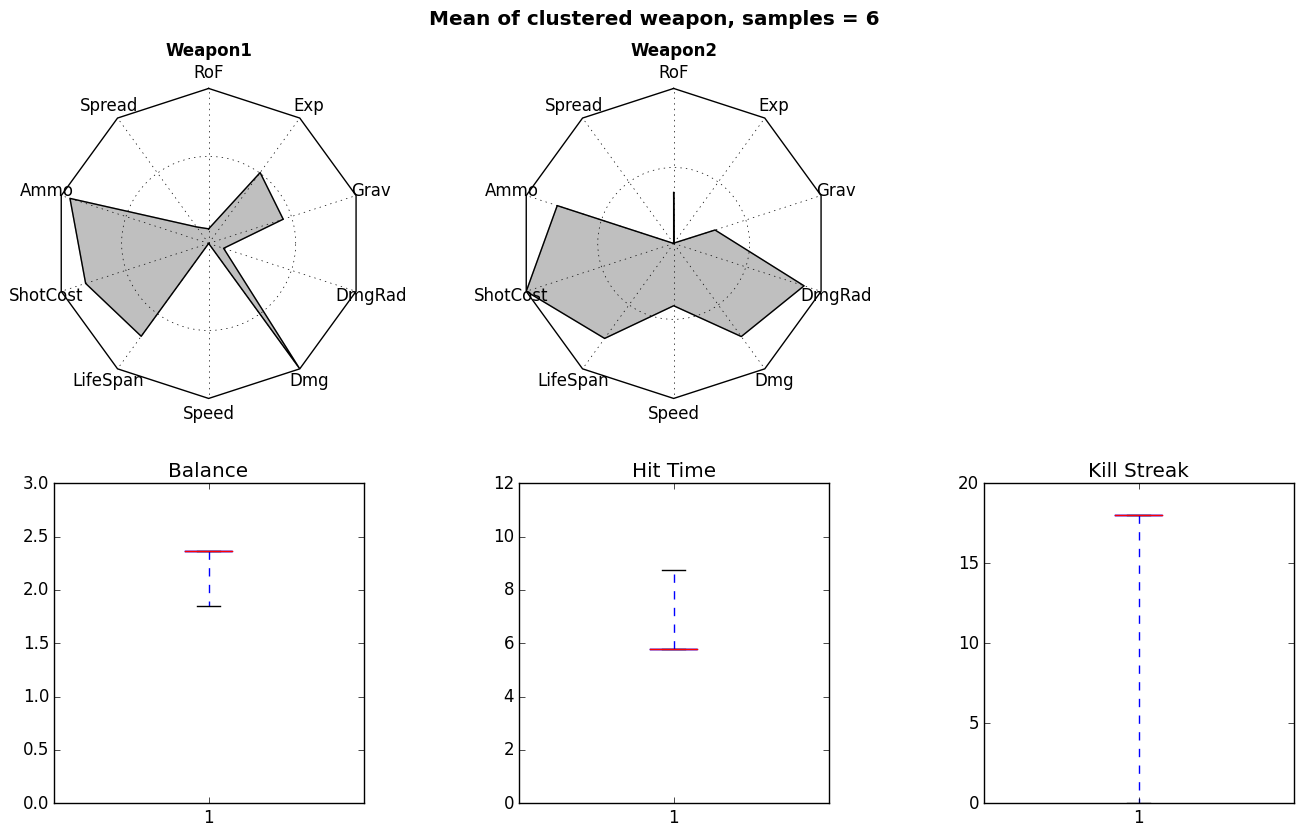 Mean of clustered weapon, samples = 6
Weapon1
RoF
Spread
Exp
Ammo
Grav
ShotCost
DmgRad
LifeSpan
Dmg
Speed
Weapon2
RoF
Spread
Exp
Ammo
Grav
ShotCost
DmgRad
LifeSpan
Dmg
Speed
Balance
3.0
2.5
2.0
1.5
1.0
0.5
0.0
1
Hit Time
12
10
8
6
4
2
0
1
Kill Streak
20
15
10
5
0
1